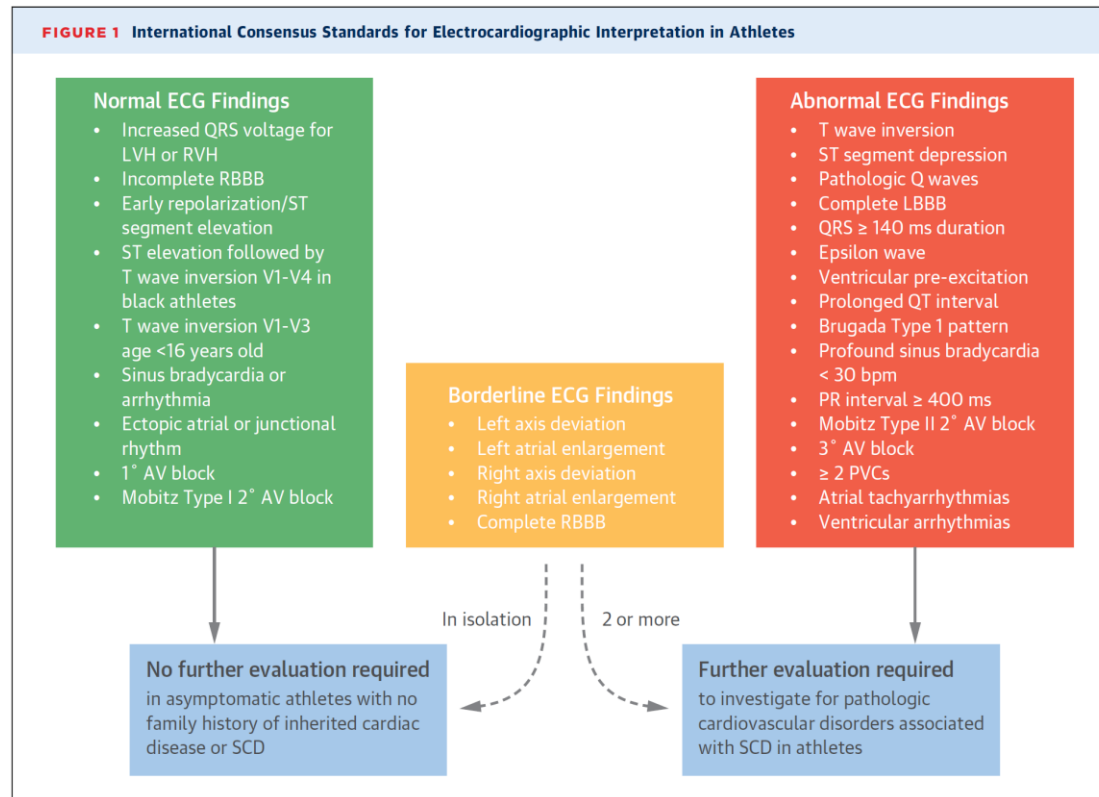 FIGURE 1 International Consensus Standards for Electrocardiographic Interpretation in Athletes
Normal ECG Findings
• Increased QRS voltage for
LVH or RVH
• Incomplete RBBB
• Early repolarization/ST
segment elevation
• ST elevation followed by
T wave inversion V1-V4 in
black athletes
• T wave inversion V1-V3
age <16 years old
• Sinus bradycardia or
arrhythmia
• Ectopic atrial or junctional
rhythm
• 1° AV block
• Mobitz Type I 2° AV block
Borderline ECG Findings
• Left axis deviation
• Left atrial enlargement
• Right axis deviation
• Right atrial enlargement
• Complete RBBB
Abnormal ECG Findings
• T wave inversion
• ST segment depression
• Pathologic Q waves
• Complete LBBB
• QRS ≥ 140 ms duration
• Epsilon wave
• Ventricular pre-excitation
• Prolonged QT interval
• Brugada Type 1 pattern
• Profound sinus bradycardia
< 30 bpm
• PR interval ≥ 400 ms
• Mobitz Type II 2° AV block
• 3° AV block
• ≥ 2 PVCs
• Atrial tachyarrhythmias
• Ventricular arrhythmias
In isolation
2 or more
No further evaluation required
in asymptomatic athletes with no
family history of inherited cardiac
disease or SCD
Further evaluation required
to investigate for pathologic
cardiovascular disorders associated
with SCD in athletes